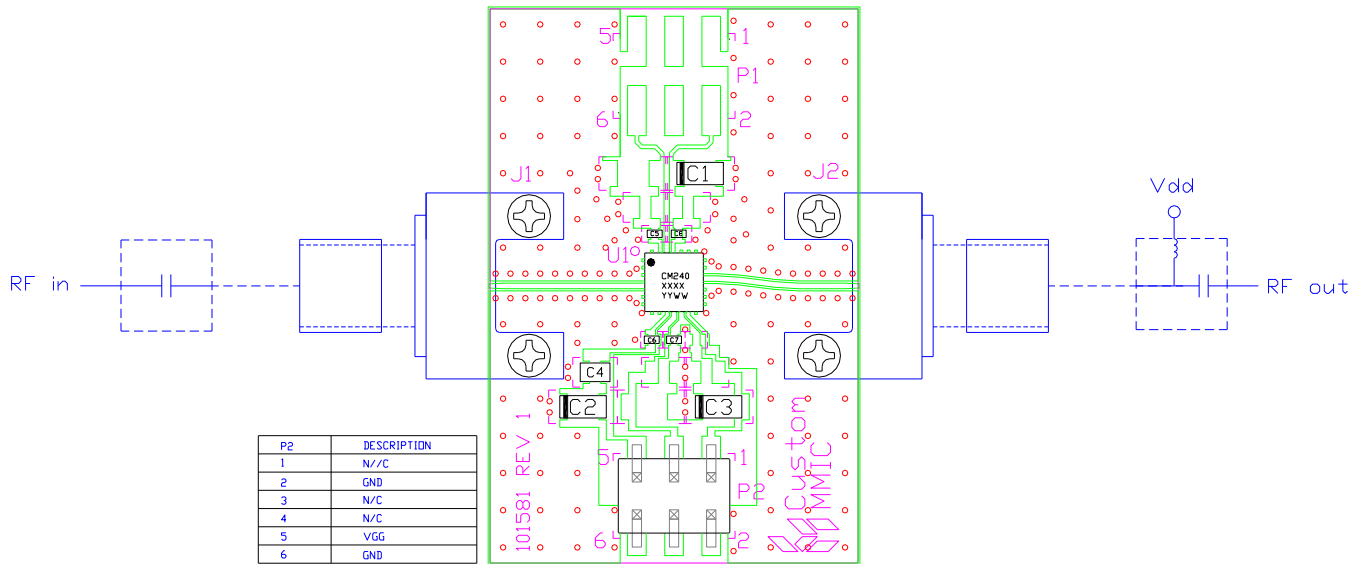 5 1
P1
6 2
C1
J1 J2
Vdd
C5 C8
U1
CM240
XXXX
YYWW
RF in
RF out
C6 C7
C4
C2 C3
101581 REV 1
Custom
MMIC
P2 DESCRIPTION
1 N//C
2 GND
3 N/C
4 N/C
5 VGG
6 GND
5 1
P2
6 2